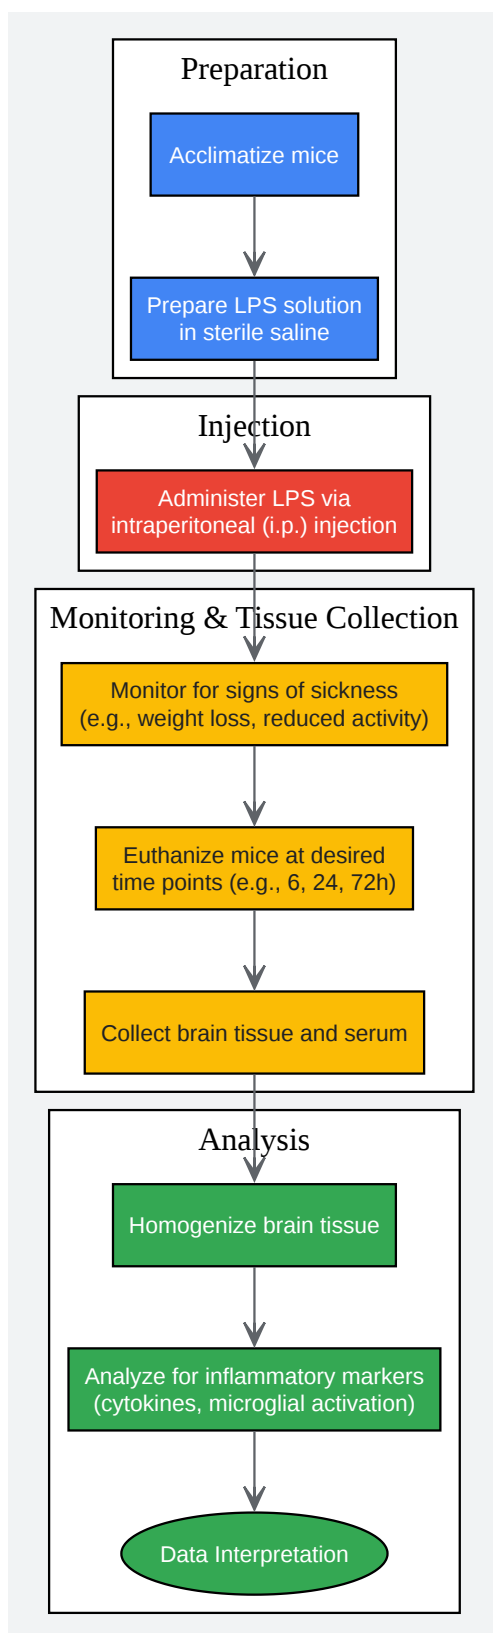 Preparation
Acclimatize mice
Prepare LPS solution
in sterile saline
Injection
Administer LPS via
intraperitoneal (i.p.) injection
Monitoring & Tissue Collection
Monitor for signs of sickness
(e.g., weight loss, reduced activity)
Euthanize mice at desired
time points (e.g., 6, 24, 72h)
Collect brain tissue and serum
Analysis
Homogenize brain tissue
Analyze for inflammatory markers
(cytokines, microglial activation)
Data Interpretation